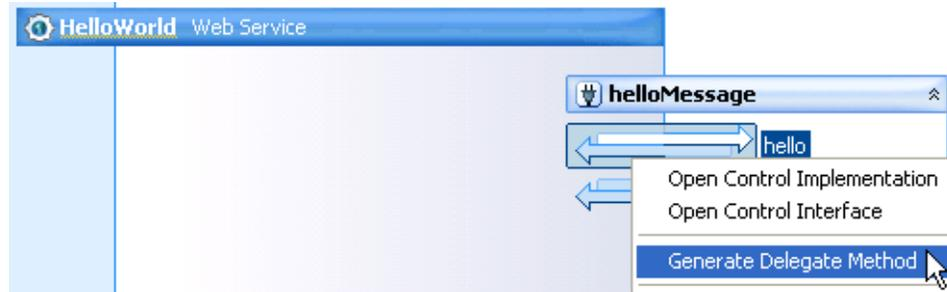 HelloWorld Web Service
helloMessage
hello
Open Control Implementation
Open Control Interface
Generate Delegate Method